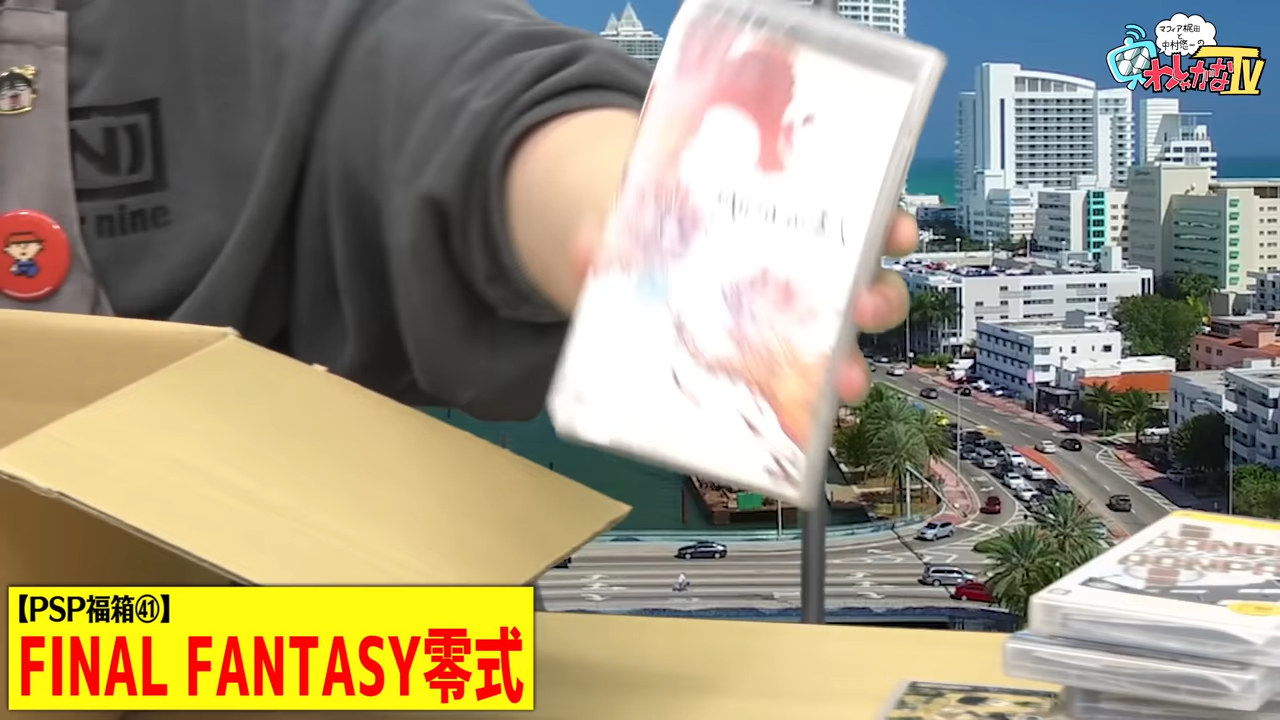 マフィア梶田
と
中村悠一の
わしゃがなTV
N)
nine
【PSP福箱㊶】
FINAL FANTASY零式